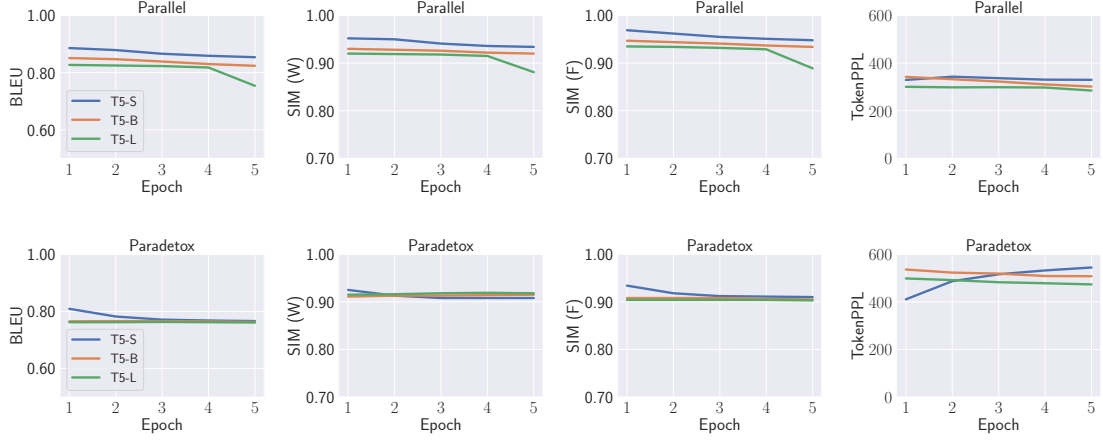 Parallel
1.00
0.80
0.60
BLEU
T5-S
T5-B
T5-L
1 2 3 4 5
Epoch
Parallel
1.00
0.90
0.80
0.70
SIM (W)
1 2 3 4 5
Epoch
Parallel
1.00
0.90
0.80
0.70
SIM (F)
1 2 3 4 5
Epoch
Parallel
600
400
200
0
TokenPPL
1 2 3 4 5
Epoch
Paradetox
1.00
0.80
0.60
BLEU
T5-S
T5-B
T5-L
1 2 3 4 5
Epoch
Paradetox
1.00
0.90
0.80
0.70
SIM (W)
1 2 3 4 5
Epoch
Paradetox
1.00
0.90
0.80
0.70
SIM (F)
1 2 3 4 5
Epoch
Paradetox
600
400
200
0
TokenPPL
1 2 3 4 5
Epoch